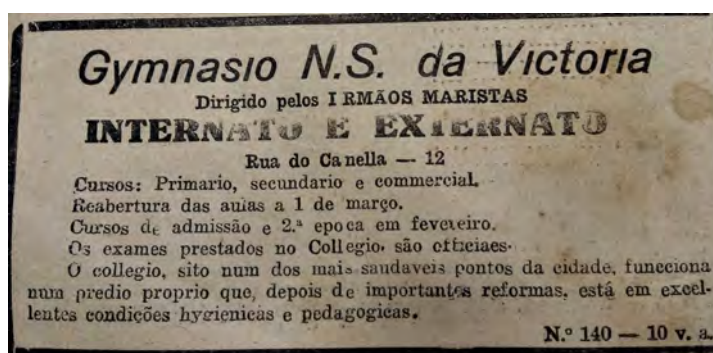 Gymnasio N.S. da Victoria
Dirigido pelos IRMÃOS MARISTAS
INTERNATO E EXTERNATO
Rua do Canella — 12
Cursos: Primario, secundario e commercial.
Reabertura das aulas a 1 de março.
Cursos de admissão e 2.ª epoca em fevereiro.
Os exames prestados no Collegio. são officiaes.
O collegio, sito num dos mais saudaveis pontos da cidade, funcciona
num predio proprio que, depois de importantes reformas, está em excel-
lentes condições hygienicas e pedagogicas.
N.º 140 — 10 v. a.